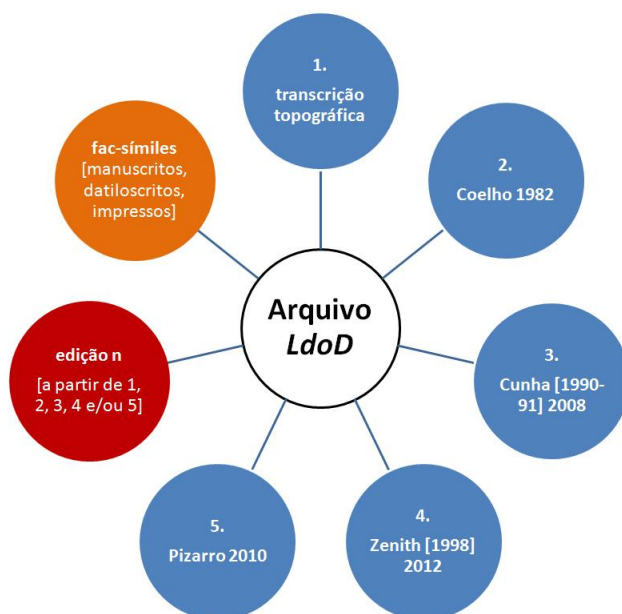 1.
transcrição
topográfica
2.
Coelho 1982
3.
Cunha [1990-
91] 2008
4.
Zenith [1998]
2012
5.
Pizarro 2010
edição n
[a partir de 1,
2, 3, 4 e/ou 5]
fac-símiles
[manuscritos,
datiloscritos,
impressos]
Arquivo
LdoD